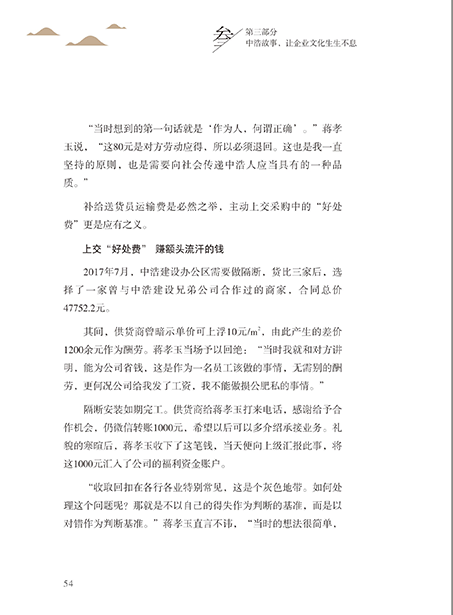 叁
第三部分
中浩故事，让企业文化生生不息
“当时想到的第一句话就是‘作为人，何谓正确’。”蒋孝
玉说，“这80元是对方劳动应得，所以必须退回。这也是我一直
坚持的原则，也是需要向社会传递中浩人应当具有的一种品
质。”
补给送货员运输费是必然之举，主动上交采购中的“好处
费”更是应有之义。
上交“好处费” 赚额头流汗的钱
2017年7月，中浩建设办公区需要做隔断，货比三家后，选
择了一家曾与中浩建设兄弟公司合作过的商家，合同总价
47752.2元。
其间，供货商曾暗示单价可上浮10元/m²，由此产生的差价
1200余元作为酬劳。蒋孝玉当场予以回绝：“当时我就和对方讲
明，能为公司省钱，这是作为一名员工该做的事情，无需别的酬
劳，更何况公司给我发了工资，我不能做损公肥私的事情。”
隔断安装如期完工。供货商给蒋孝玉打来电话，感谢给予合
作机会，仍微信转账1000元，希望以后可以多介绍承接业务。礼
貌的寒暄后，蒋孝玉收下了这笔钱，当天便向上级汇报此事，将
这1000元汇入了公司的福利资金账户。
“收取回扣在各行各业特别常见，这是个灰色地带。如何处
理这个问题呢？那就是不以自己的得失作为判断的基准，而是以
对错作为判断基准。”蒋孝玉直言不讳，“当时的想法很简单，
54